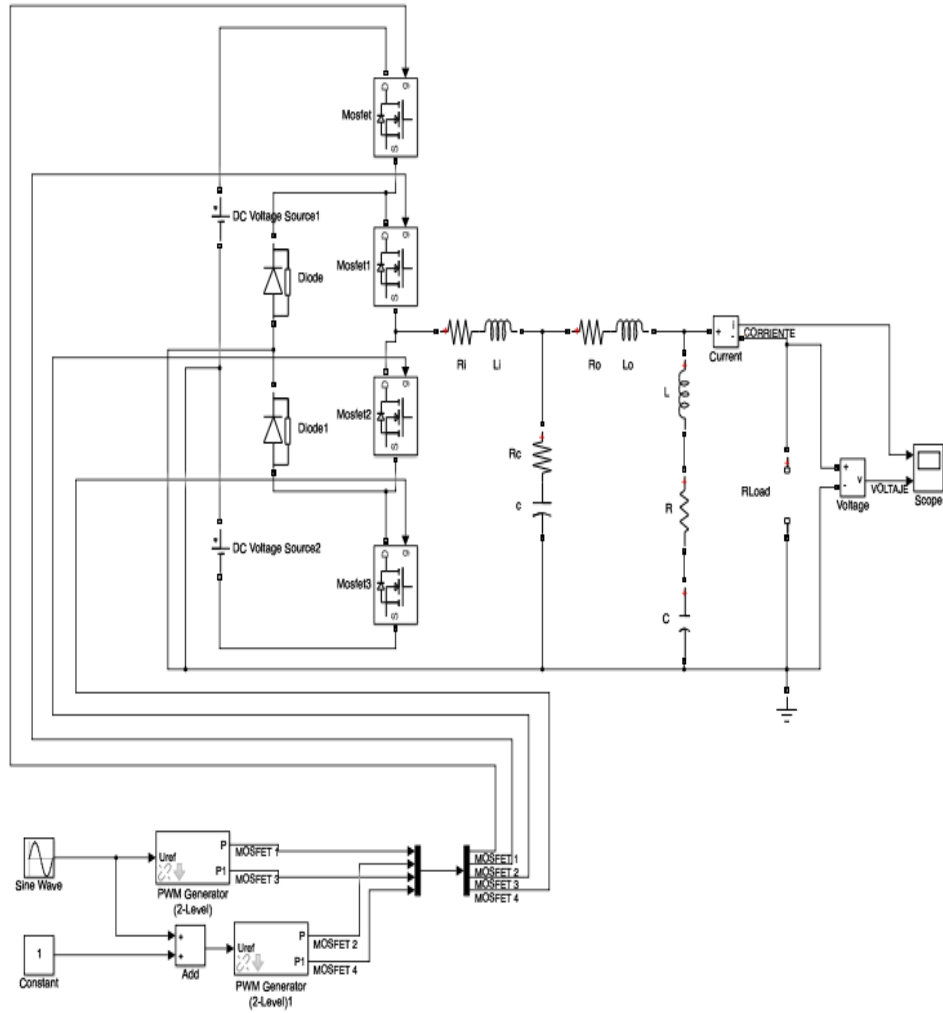 g
D
Mosfet
S
DC Voltage Source1
g
D
Mosfet1
S
Diode
Ri
Li
Ro
Lo
i
+
-
CORRIENTE
Current
g
D
Mosfet2
S
Diode1
L
Rc
c
R
RLoad
+
v
-
VOLTAJE
Voltage
Scope
DC Voltage Source2
g
D
Mosfet3
S
C
Sine Wave
Uref
P
P1
MOSFET 1
MOSFET 3
PWM Generator
(2-Level)
MOSFET 1
MOSFET 2
MOSFET 3
MOSFET 4
1
Constant
+
+
Add
Uref
P
P1
MOSFET 2
MOSFET 4
PWM Generator
(2-Level)1